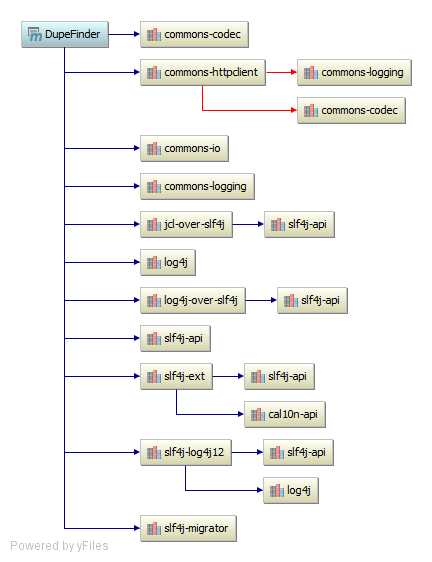 DupeFinder
commons-codec
commons-httpclient
commons-logging
commons-codec
commons-io
commons-logging
jcl-over-slf4j
slf4j-api
log4j
log4j-over-slf4j
slf4j-api
slf4j-api
slf4j-ext
slf4j-api
cal10n-api
slf4j-log4j12
slf4j-api
log4j
slf4j-migrator
Powered by yFiles